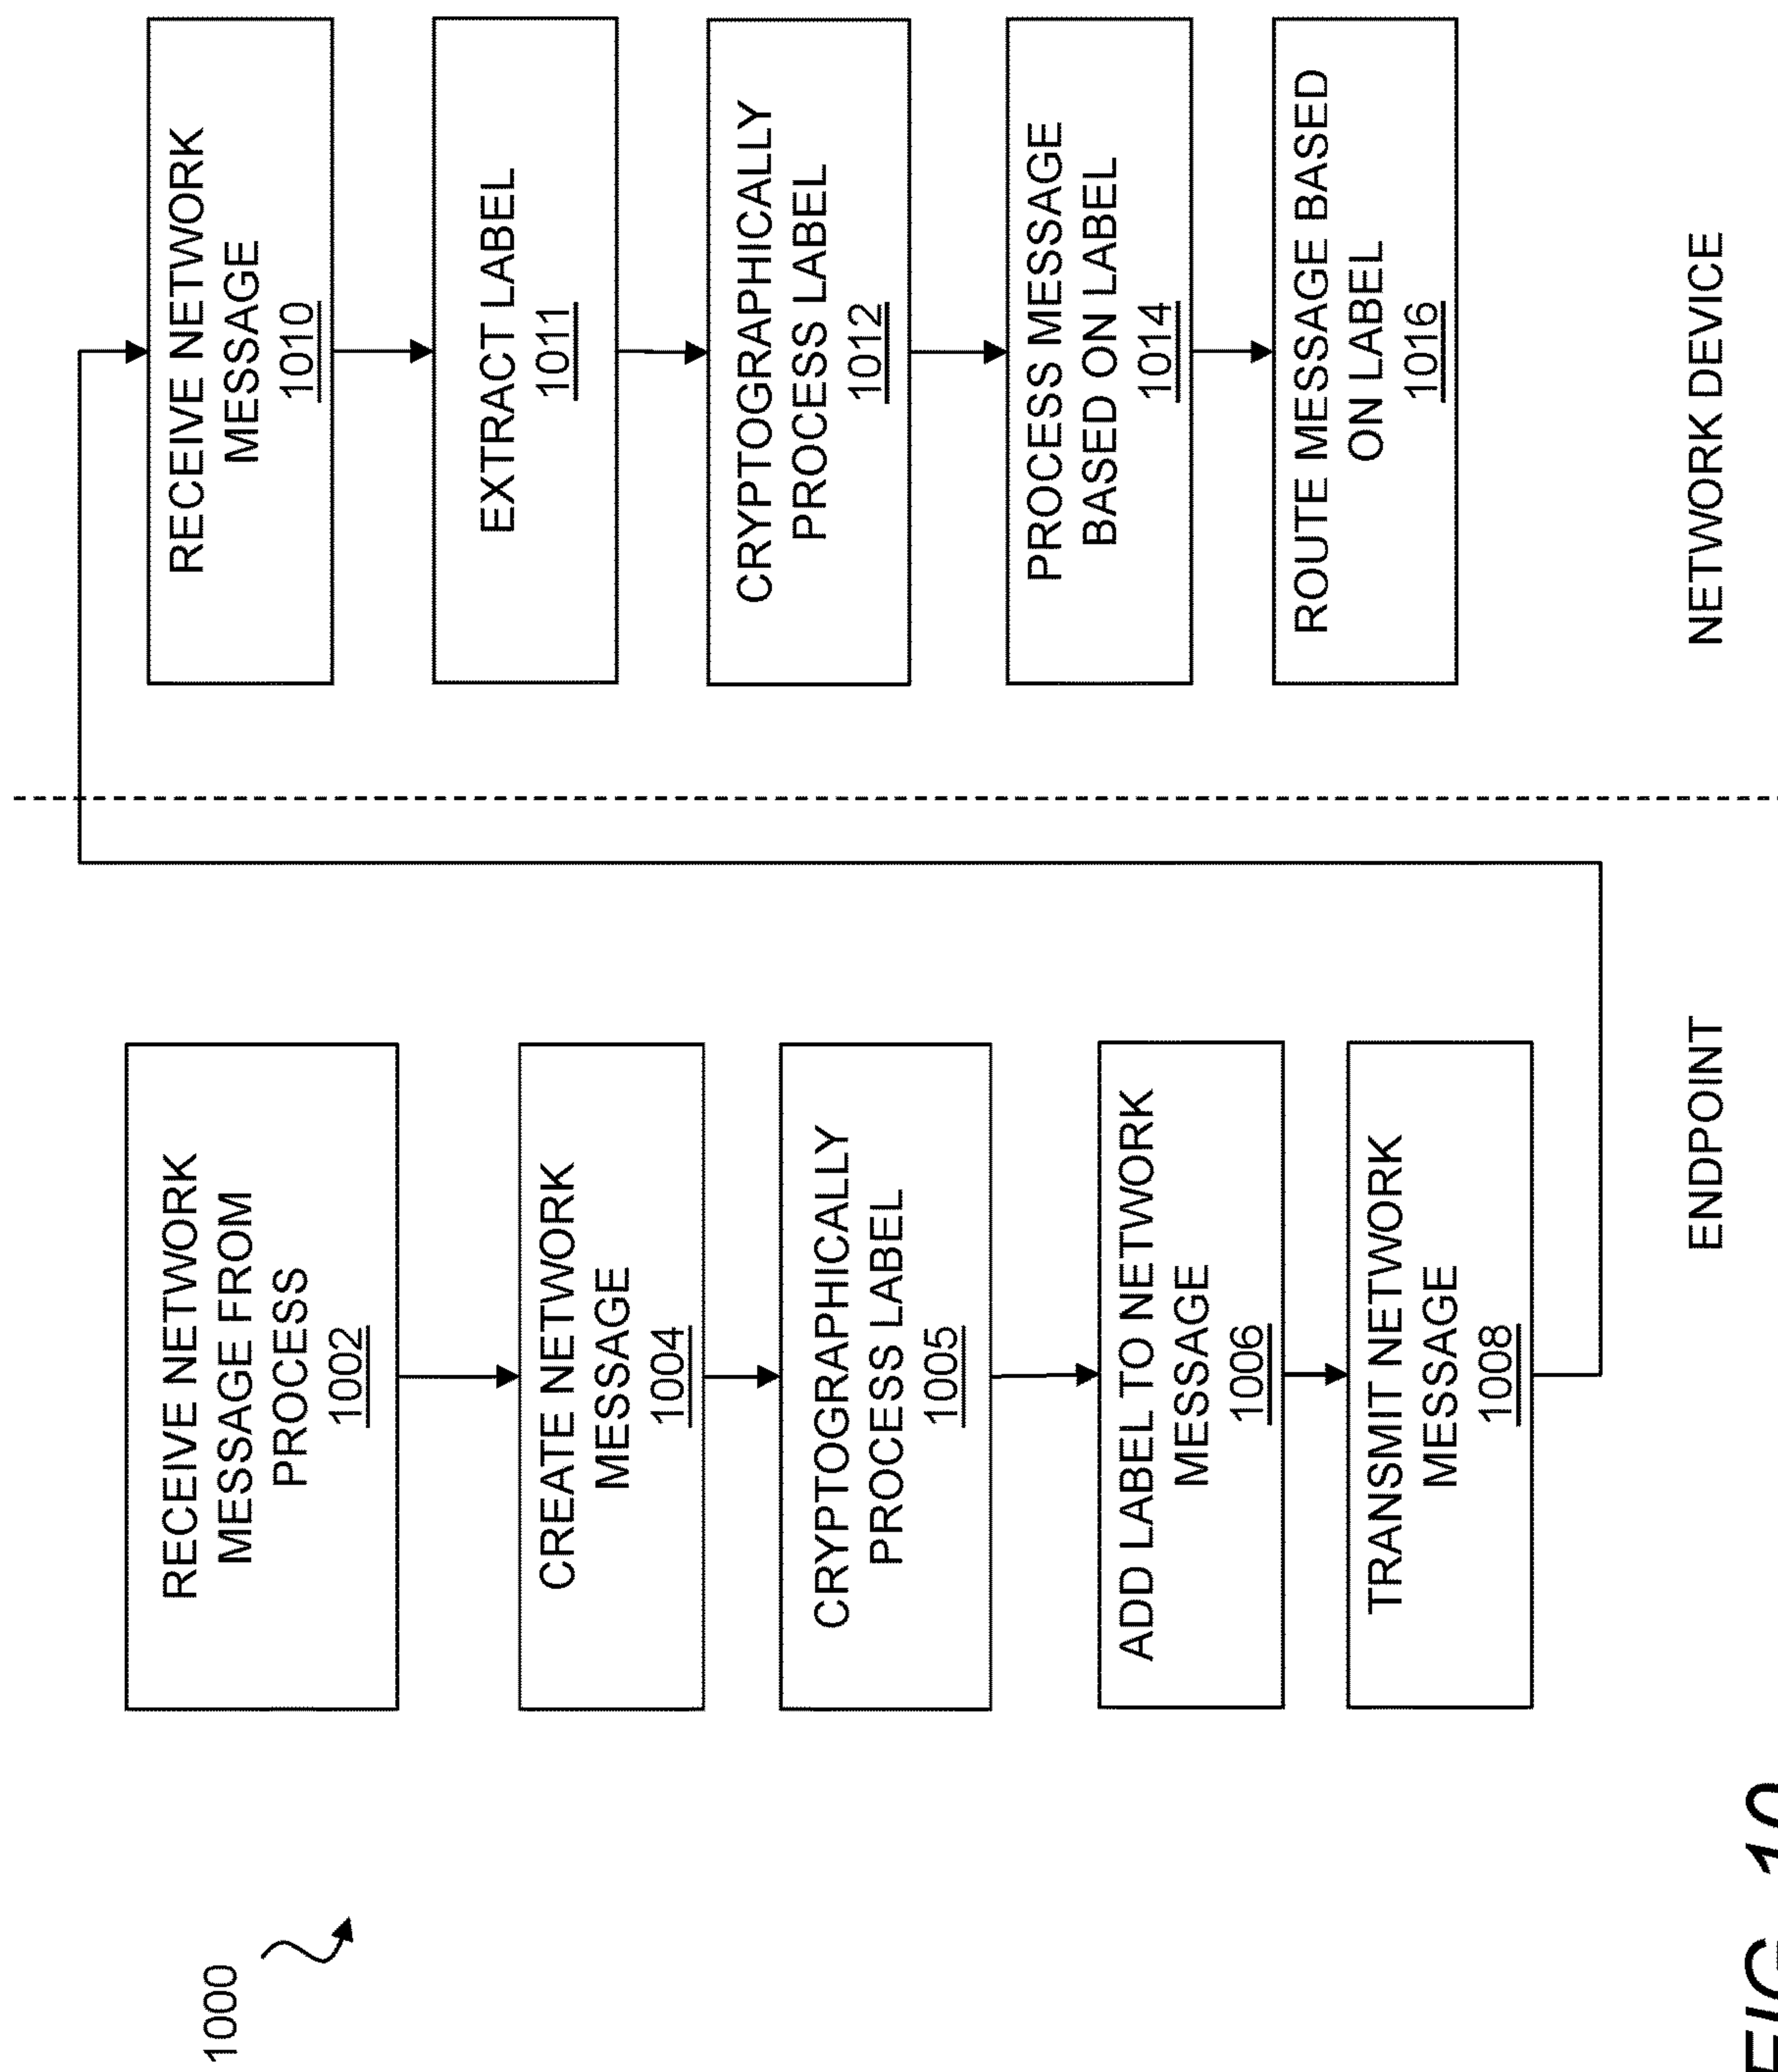 1000
RECEIVE NETWORK
MESSAGE FROM
PROCESS
1002
CREATE NETWORK
MESSAGE
1004
CRYPTOGRAPHICALLY
PROCESS LABEL
1005
ADD LABEL TO NETWORK
MESSAGE
1006
TRANSMIT NETWORK
MESSAGE
1008
ENDPOINT
RECEIVE NETWORK
MESSAGE
1010
EXTRACT LABEL
1011
CRYPTOGRAPHICALLY
PROCESS LABEL
1012
PROCESS MESSAGE
BASED ON LABEL
1014
ROUTE MESSAGE BASED
ON LABEL
1016
NETWORK DEVICE
FIG. 10